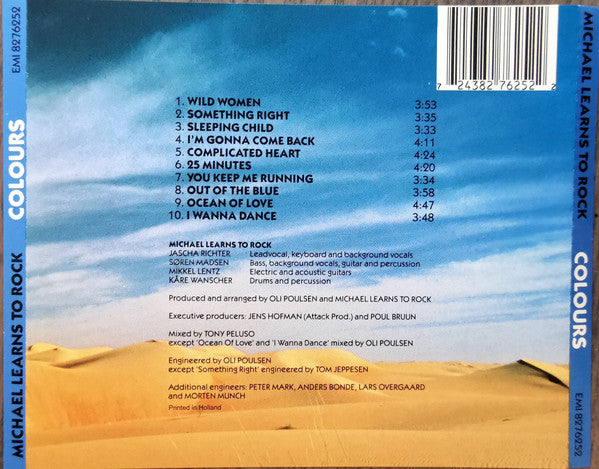 EMI 8276252
COLOURS
MICHAEL LEARNS TO ROCK
7 24382 76252 2
1. WILD WOMEN 3:53
2. SOMETHING RIGHT 3:35
3. SLEEPING CHILD 3:33
4. I'M GONNA COME BACK 4:11
5. COMPLICATED HEART 4:24
6. 25 MINUTES 4:20
7. YOU KEEP ME RUNNING 3:34
8. OUT OF THE BLUE 3:58
9. OCEAN OF LOVE 4:47
10. I WANNA DANCE 3:48
MICHAEL LEARNS TO ROCK
JASCHA RICHTER Leadvocal, keyboard and background vocals
SØREN MADSEN Bass, background vocals, guitar and percussion
MIKKEL LENTZ Electric and acoustic guitars
KÅRE WANSCHER Drums and percussion
Produced and arranged by OLI POULSEN and MICHAEL LEARNS TO ROCK
Executive producers: JENS HOFMAN (Attack Prod.) and POUL BRUUN
Mixed by TONY PELUSO
except 'Ocean Of Love' and 'I Wanna Dance' mixed by OLI POULSEN
Engineered by OLI POULSEN
except 'Something Right' engineered by TOM JEPPESEN
Additional engineers: PETER MARK, ANDERS BONDE, LARS OVERGAARD
and MORTEN MUNCH
Printed in Holland
MICHAEL LEARNS TO ROCK
COLOURS
EMI 8276252